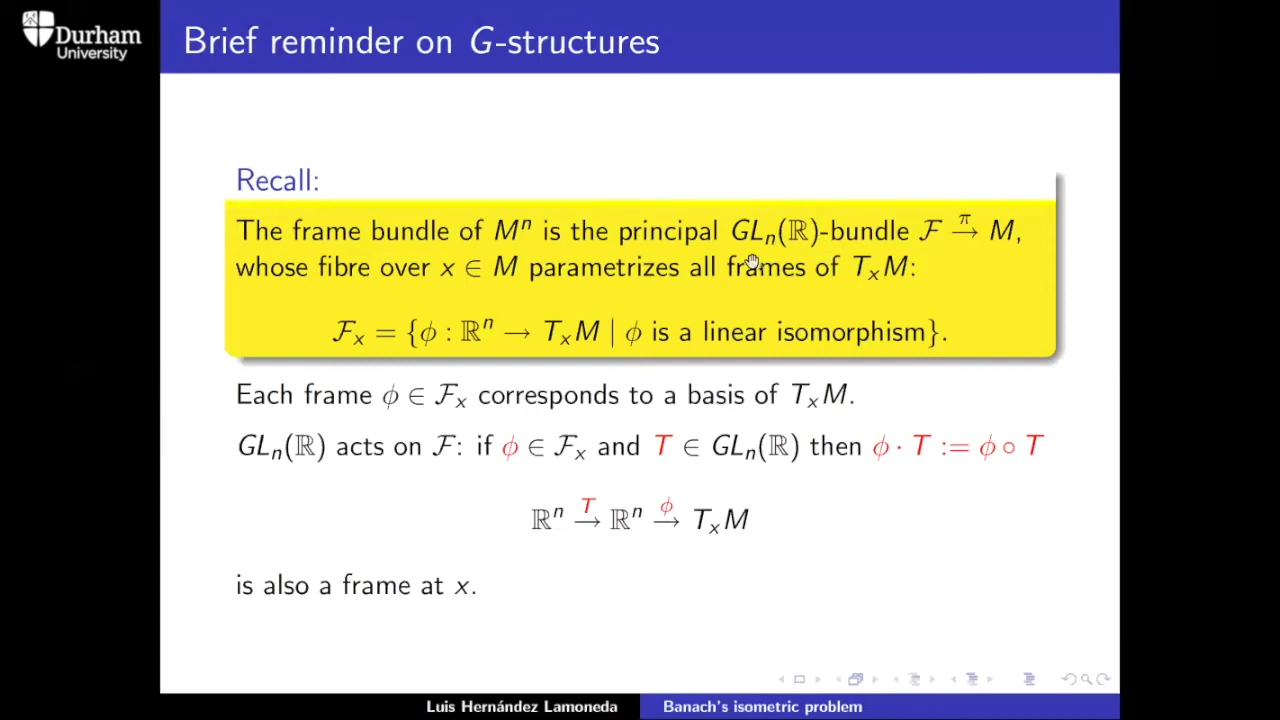 Durham
University
Brief reminder on G-structures
Recall:
The frame bundle of Mⁿ is the principal GLₙ(ℝ)-bundle ℱ →^π M,
whose fibre over x ∈ M parametrizes all frames of TₓM:
ℱₓ = {ϕ : ℝⁿ → TₓM | ϕ is a linear isomorphism}.
Each frame ϕ ∈ ℱₓ corresponds to a basis of TₓM.
GLₙ(ℝ) acts on ℱ: if ϕ ∈ ℱₓ and T ∈ GLₙ(ℝ) then ϕ · T := ϕ ∘ T
ℝⁿ →^T ℝⁿ →^ϕ TₓM
is also a frame at x.
Luis Hernández Lamoneda
Banach's isometric problem